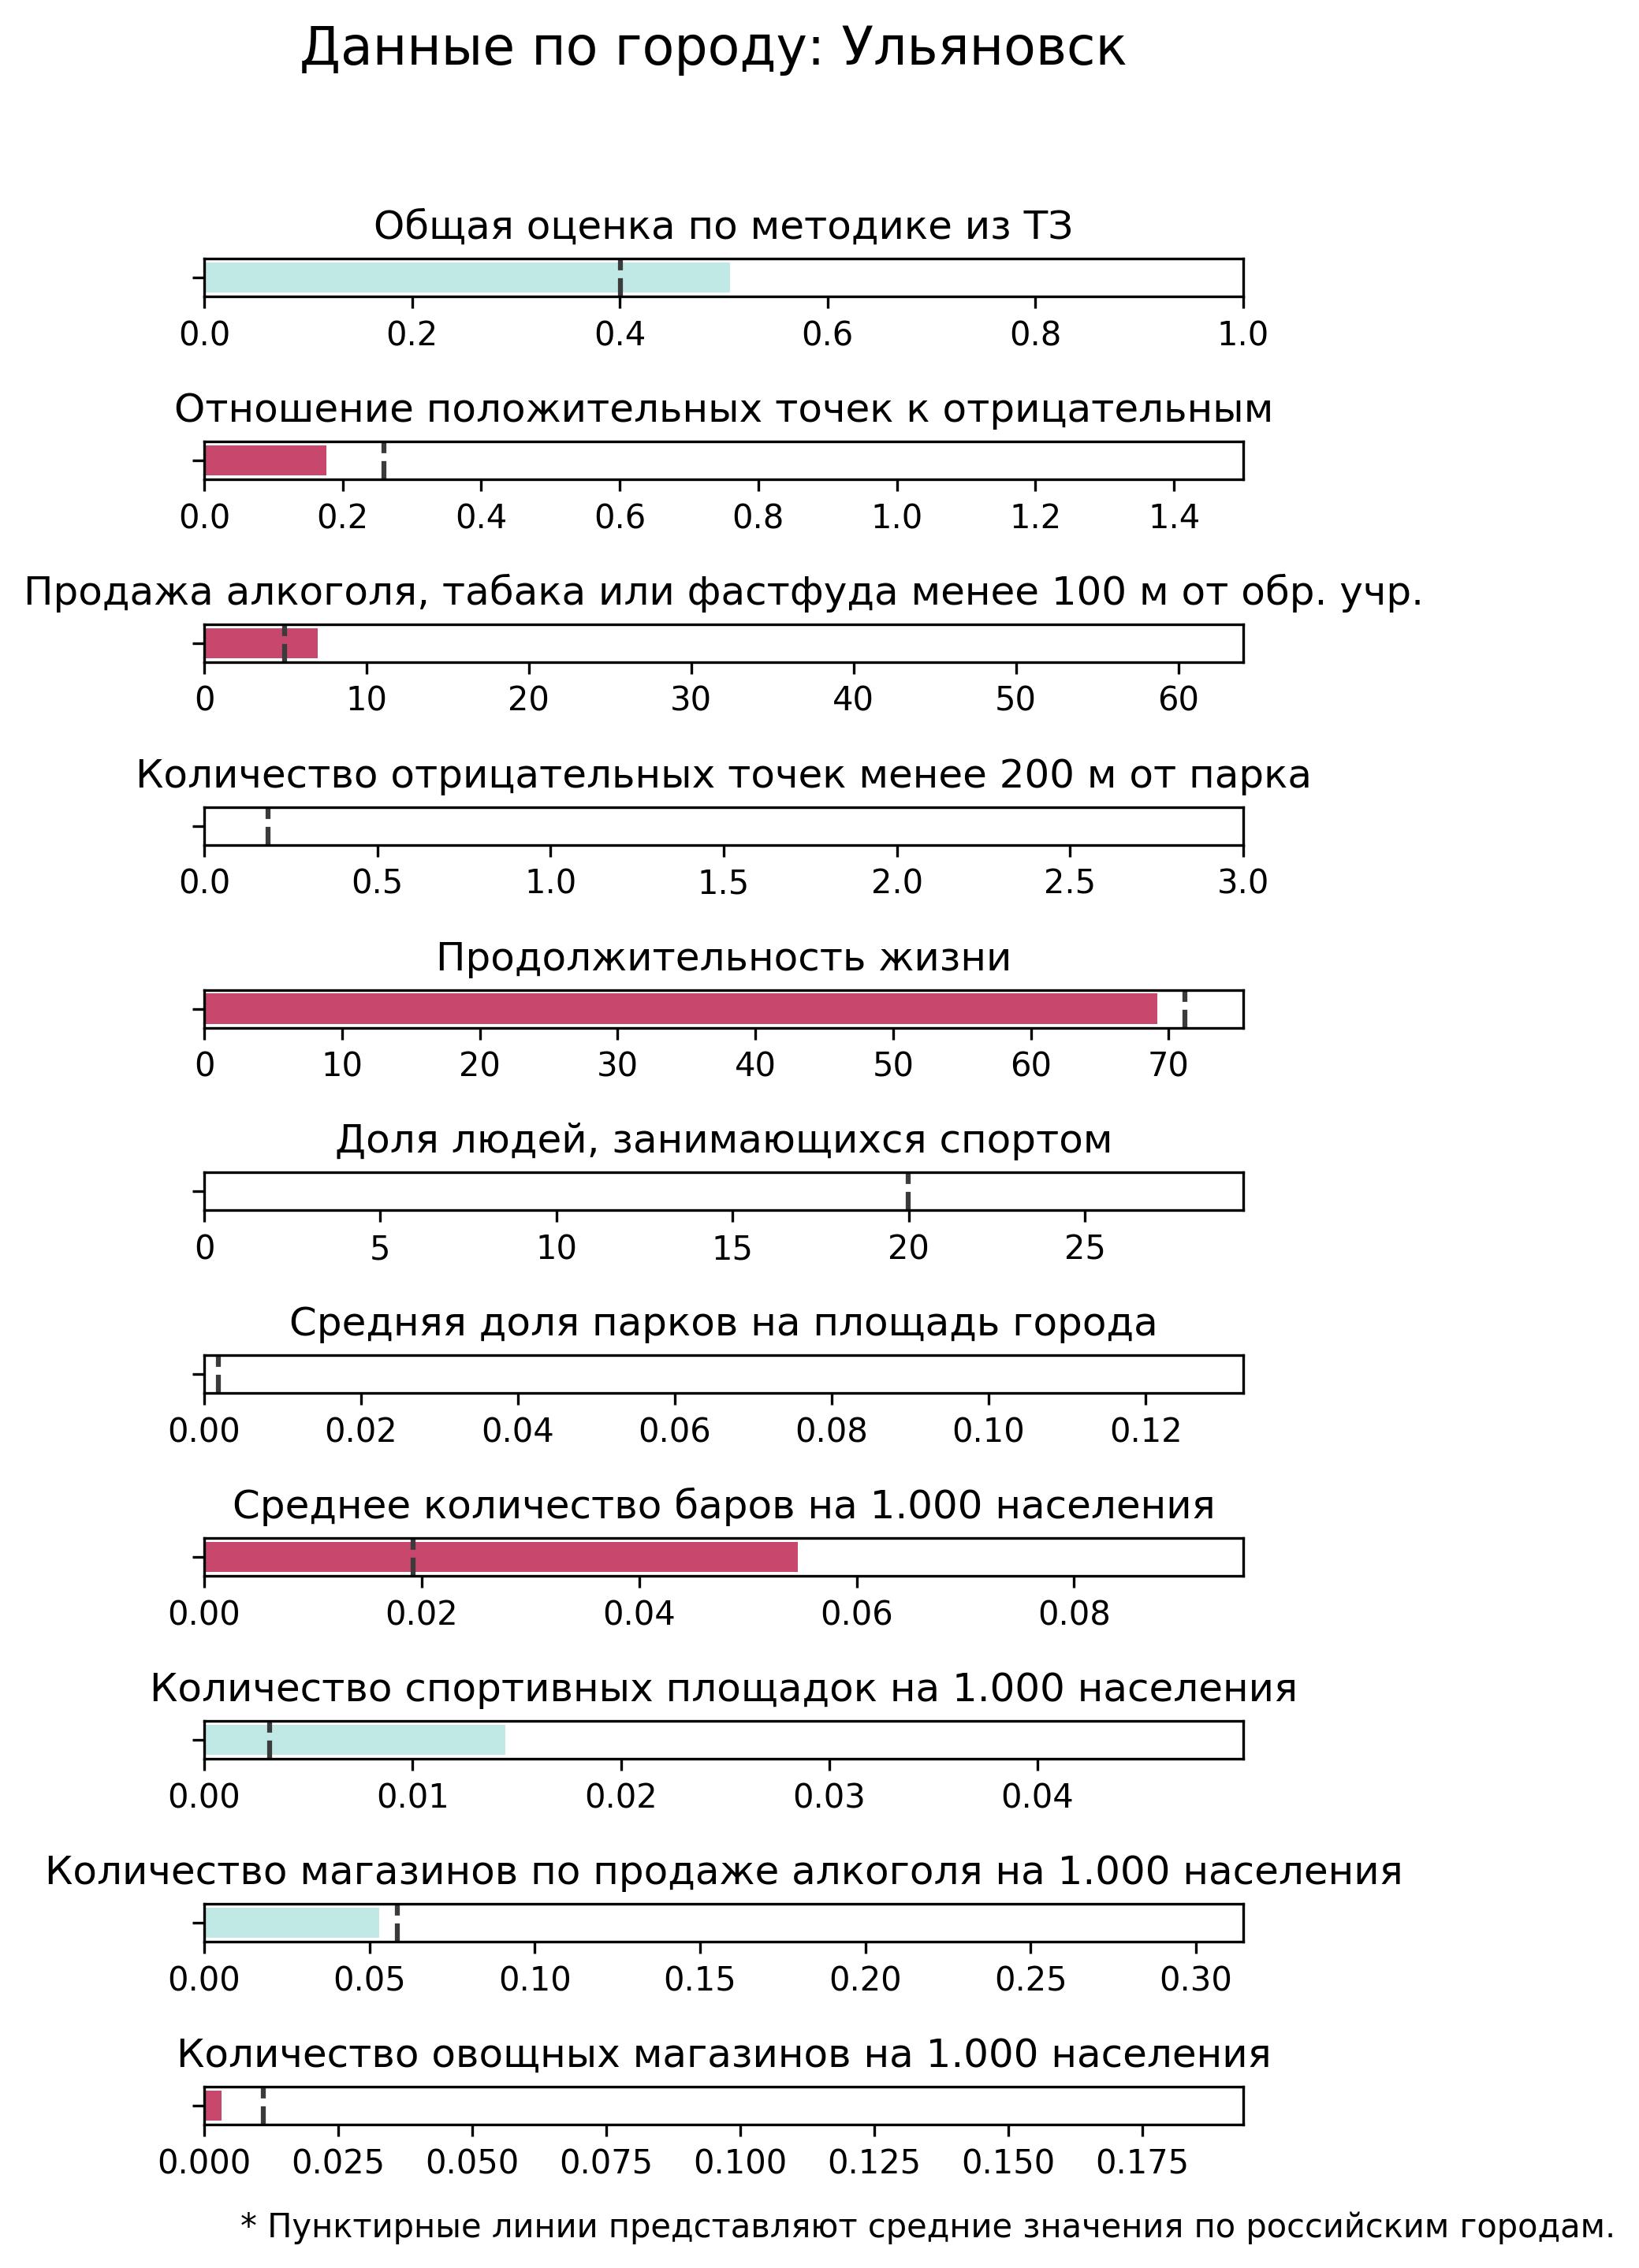 Данные по городу: Ульяновск
Общая оценка по методике из ТЗ
0.0 0.2 0.4 0.6 0.8 1.0
Отношение положительных точек к отрицательным
0.0 0.2 0.4 0.6 0.8 1.0 1.2 1.4
Продажа алкоголя, табака или фастфуда менее 100 м от обр. учр.
0 10 20 30 40 50 60
Количество отрицательных точек менее 200 м от парка
0.0 0.5 1.0 1.5 2.0 2.5 3.0
Продолжительность жизни
0 10 20 30 40 50 60 70
Доля людей, занимающихся спортом
0 5 10 15 20 25
Средняя доля парков на площадь города
0.00 0.02 0.04 0.06 0.08 0.10 0.12
Среднее количество баров на 1.000 населения
0.00 0.02 0.04 0.06 0.08
Количество спортивных площадок на 1.000 населения
0.00 0.01 0.02 0.03 0.04
Количество магазинов по продаже алкоголя на 1.000 населения
0.00 0.05 0.10 0.15 0.20 0.25 0.30
Количество овощных магазинов на 1.000 населения
0.000 0.025 0.050 0.075 0.100 0.125 0.150 0.175
* Пунктирные линии представляют средние значения по российским городам.